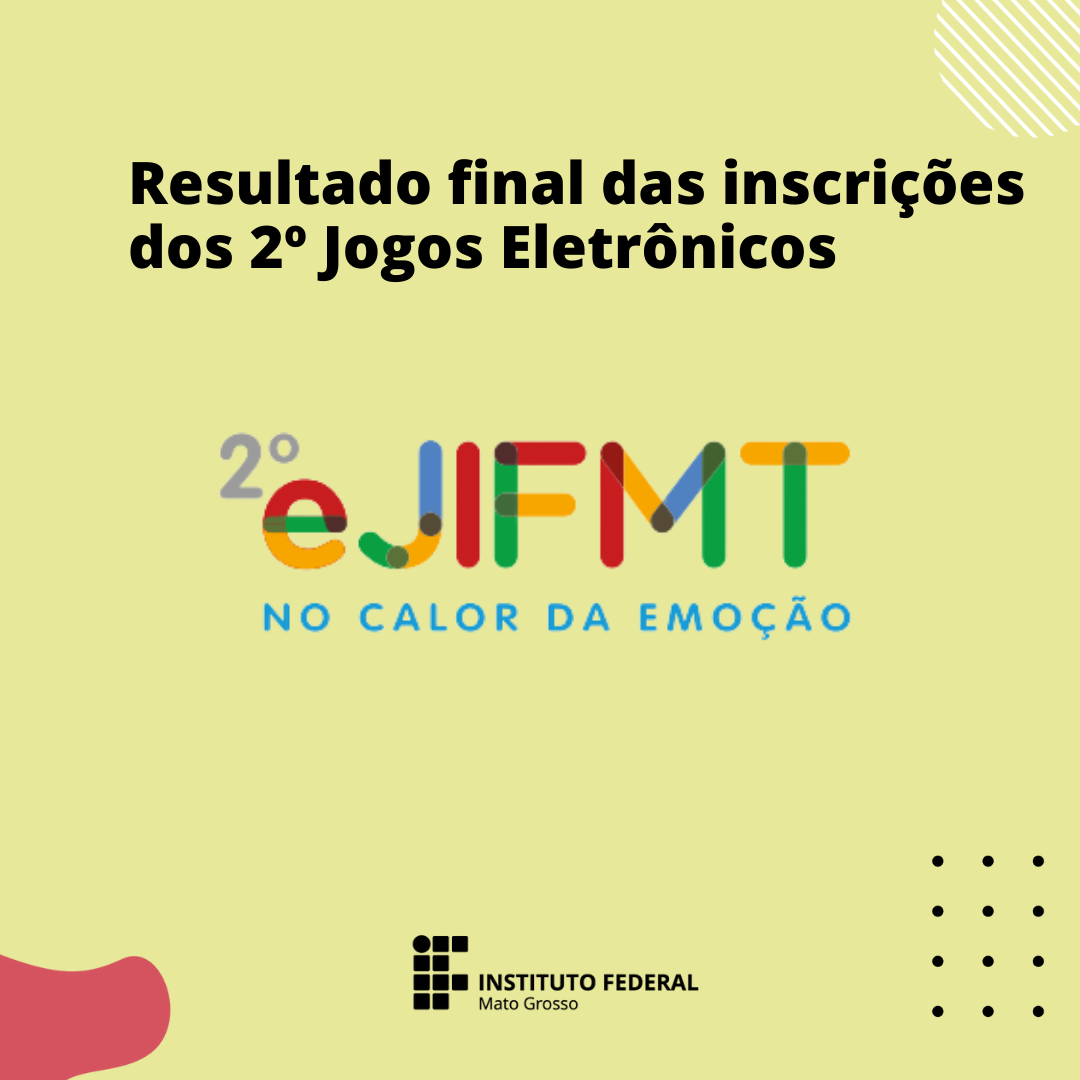 Resultado final das inscrições
dos 2º Jogos Eletrônicos
2º
eJIFMT
NO CALOR DA EMOÇÃO
INSTITUTO FEDERAL
Mato Grosso